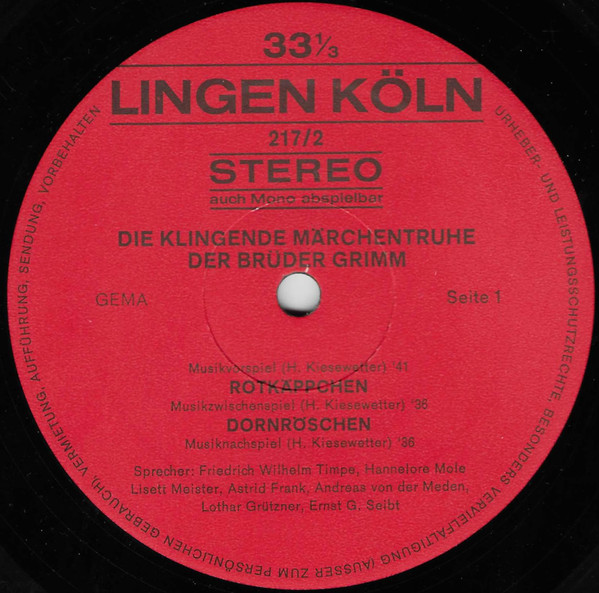 33⅓
LINGEN KÖLN
217/2
STEREO
auch Mono abspielbar
DIE KLINGENDE MÄRCHENTRUHE
DER BRÜDER GRIMM
GEMA
Seite 1
Musikvorspiel (H. Kiesewetter) '41
ROTKÄPPCHEN
Musikzwischenspiel (H. Kiesewetter) '36
DORNRÖSCHEN
Musiknachspiel (H. Kiesewetter) '36
Sprecher: Friedrich Wilhelm Timpe, Hannelore Mole
Liseti Meister, Astrid Frank, Andreas von der Meden,
Lothar Grützner, Ernst G. Seibt
URHEBER- UND LEISTUNGSSCHUTZRECHTE, BESONDERS VERVIELFÄLTIGUNG (AUSSER ZUM PERSÖNLICHEN GEBRAUCH), VERMIETUNG, AUFFÜHRUNG, SENDUNG, VORBEHALTEN